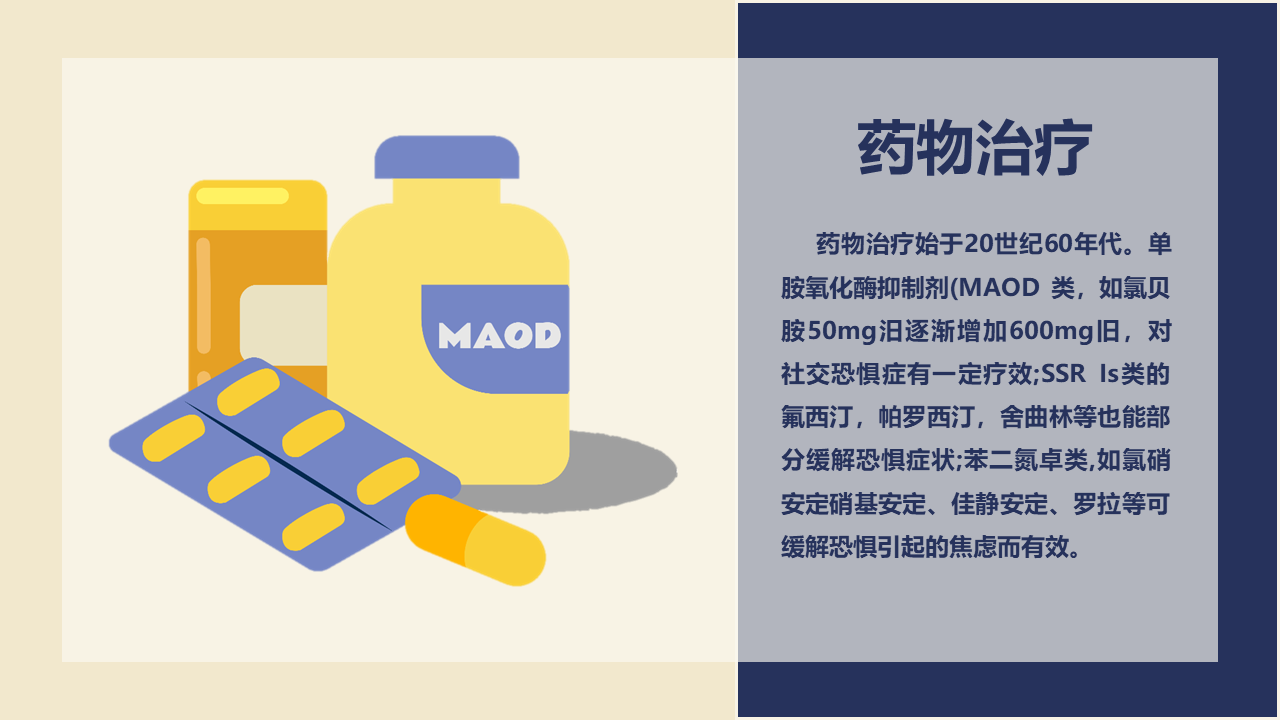 MAOD
药物治疗
药物治疗始于20世纪60年代。单
胺氧化酶抑制剂(MAOD 类，如氯贝
胺50mg汨逐渐增加600mg旧，对
社交恐惧症有一定疗效;SSR Is类的
氟西汀，帕罗西汀，舍曲林等也能部
分缓解恐惧症状;苯二氮卓类,如氯硝
安定硝基安定、佳静安定、罗拉等可
缓解恐惧引起的焦虑而有效。